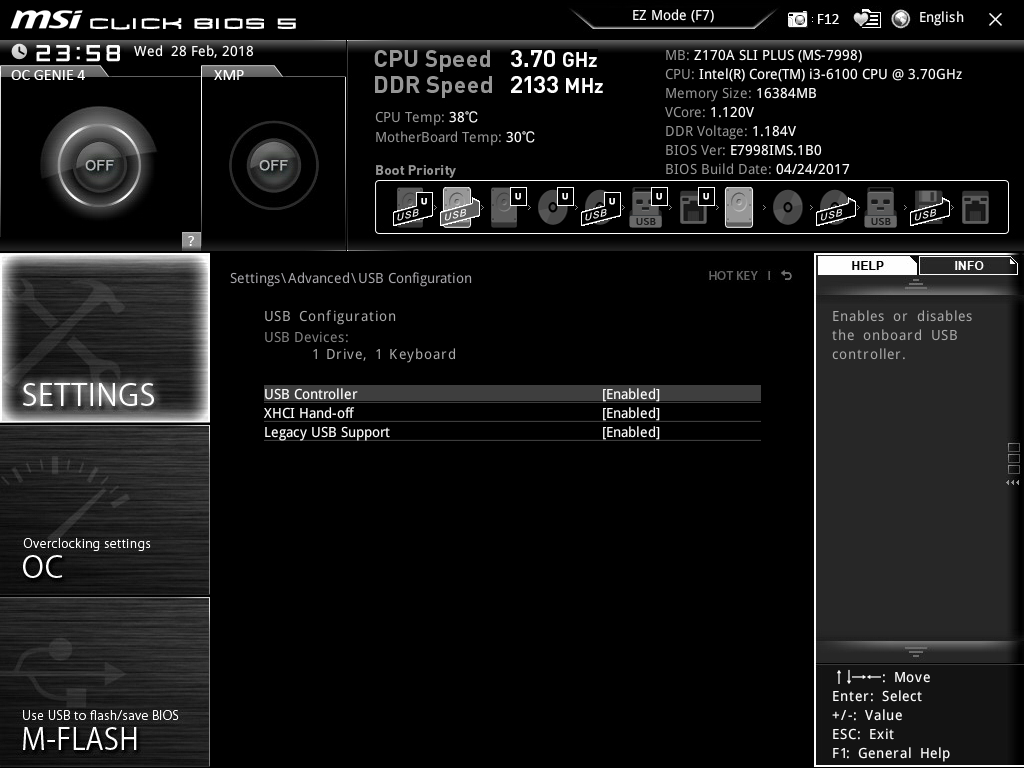 msi CLICK BIOS 5
EZ Mode (F7)
: F12
English
23:58 Wed 28 Feb, 2018
OC GENIE 4
XMP
OFF
OFF
?
CPU Speed 3.70 GHz
DDR Speed 2133 MHz
CPU Temp: 38℃
MotherBoard Temp: 30℃
MB: Z170A SLI PLUS (MS-7998)
CPU: Intel(R) Core(TM) i3-6100 CPU @ 3.70GHz
Memory Size: 16384MB
VCore: 1.120V
DDR Voltage: 1.184V
BIOS Ver: E7998IMS.1B0
BIOS Build Date: 04/24/2017
Boot Priority
U U U U U U U
USB USB USB USB USB USB USB
SETTINGS
Overclocking settings
OC
Use USB to flash/save BIOS
M-FLASH
Settings\Advanced\USB Configuration
HOT KEY |
USB Configuration
USB Devices:
1 Drive, 1 Keyboard
USB Controller [Enabled]
XHCI Hand-off [Enabled]
Legacy USB Support [Enabled]
HELP
INFO
Enables or disables
the onboard USB
controller.
↑↓→←: Move
Enter: Select
+/-: Value
ESC: Exit
F1: General Help